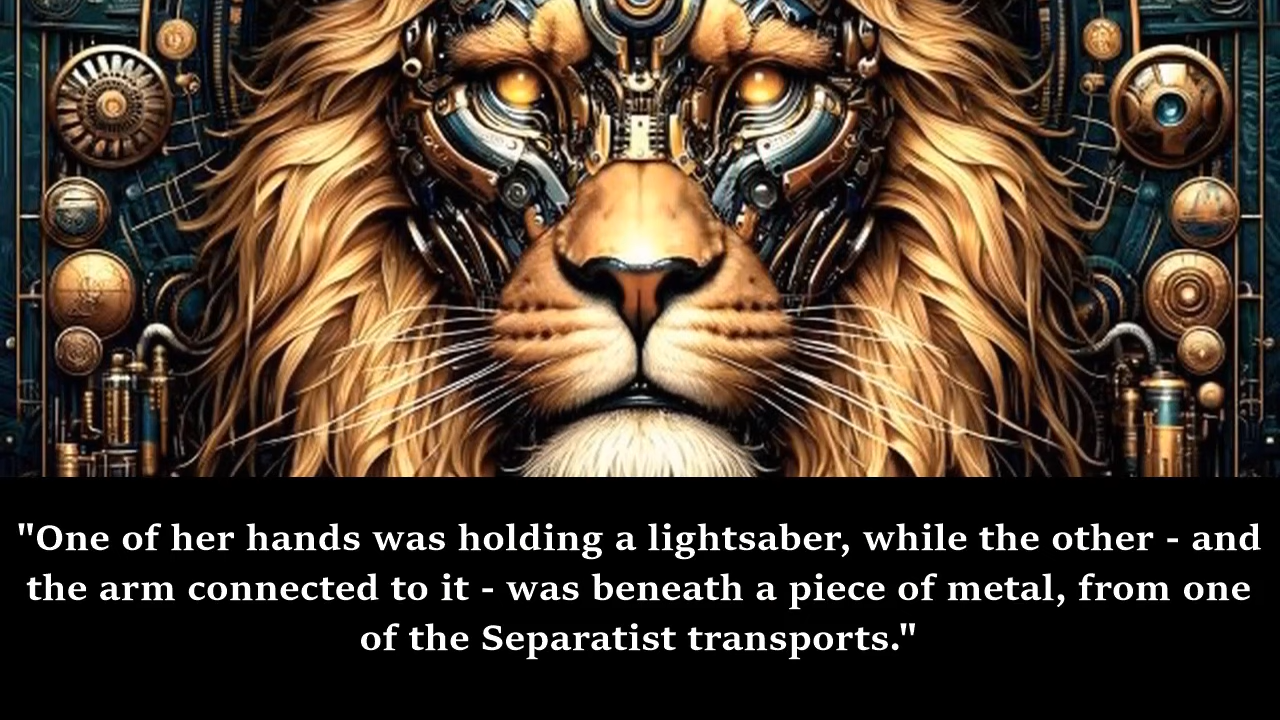 "One of her hands was holding a lightsaber, while the other - and
the arm connected to it - was beneath a piece of metal, from one
of the Separatist transports."